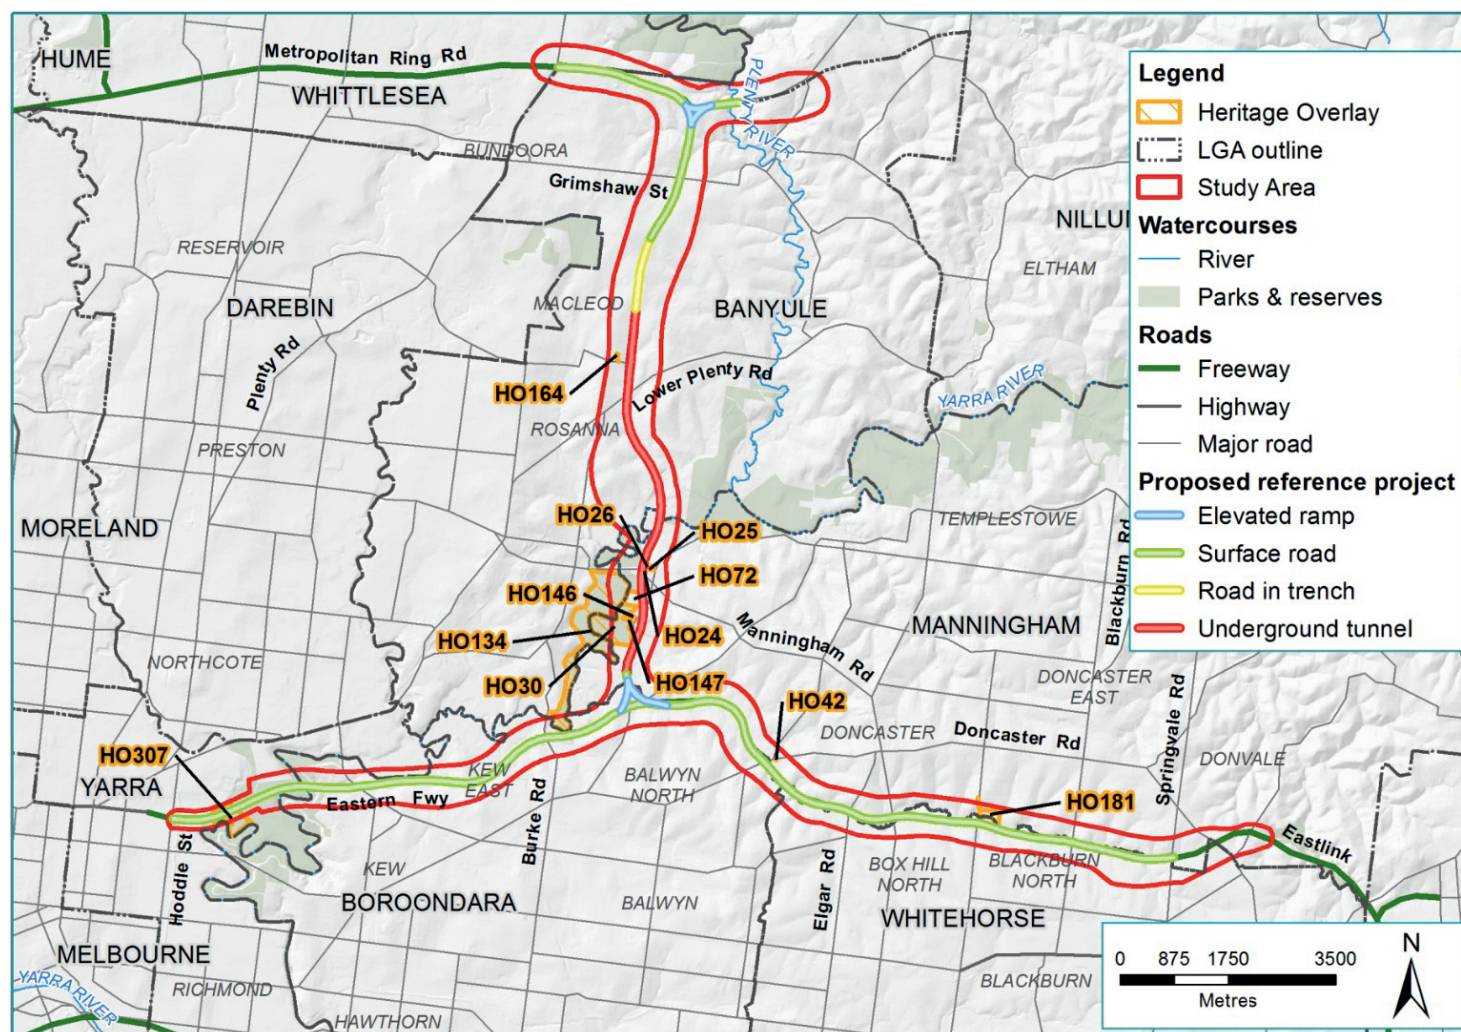 HUME
Metropolitan Ring Rd
WHITTLESEA
PLENTY RIVER
BUNDOORA
Grimshaw St
RESERVOIR
DAREBIN
MACLEOD
BANYULE
ELTHAM
Plenty Rd
HO164
Lower Plenty Rd
YARRA RIVER
ROSANNA
PRESTON
MORELAND
HO26
HO25
TEMPLESTOWE
HO72
HO146
HO134
HO24
Manningham Rd
MANNINGHAM
Blackburn Rd
NORTHCOTE
HO30
HO147
DONCASTER
EAST
HO42
DONCASTER
Doncaster Rd
Springvale Rd
DONVALE
HO307
YARRA
KEW
EAST
BALWYN
NORTH
Eastern Fwy
Burke Rd
HO181
Eastlink
Hoddle St
KEW
BOROONDARA
BALWYN
Elgar Rd
BOX HILL
NORTH
BLACKBURN
NORTH
WHITEHORSE
MELBOURNE
YARRA RIVER
RICHMOND
HAWTHORN
BLACKBURN
Legend
Heritage Overlay
LGA outline
Study Area
Watercourses
River
Parks & reserves
Roads
Freeway
Highway
Major road
Proposed reference project
Elevated ramp
Surface road
Road in trench
Underground tunnel
0 875 1750 3500
Metres
N